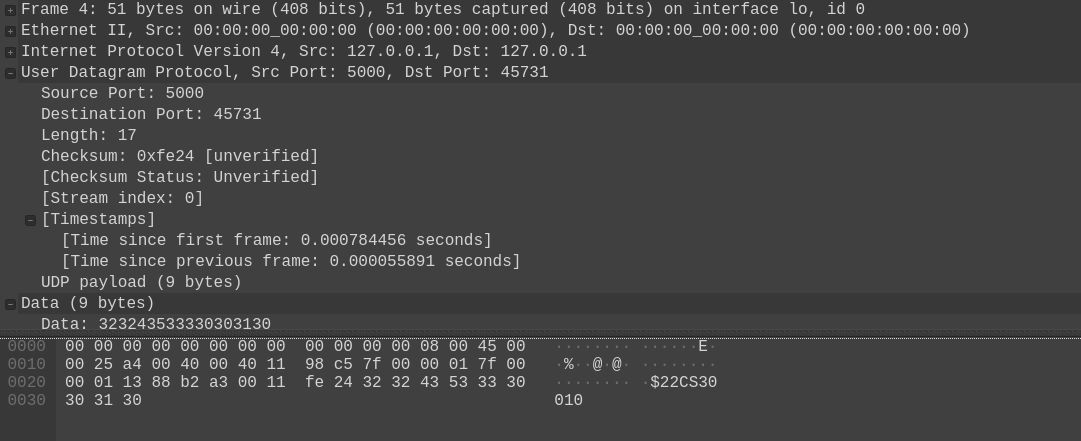 Frame 4: 51 bytes on wire (408 bits), 51 bytes captured (408 bits) on interface lo, id 0
Ethernet II, Src: 00:00:00_00:00:00 (00:00:00:00:00:00), Dst: 00:00:00_00:00:00 (00:00:00:00:00:00)
Internet Protocol Version 4, Src: 127.0.0.1, Dst: 127.0.0.1
User Datagram Protocol, Src Port: 5000, Dst Port: 45731
Source Port: 5000
Destination Port: 45731
Length: 17
Checksum: 0xfe24 [unverified]
[Checksum Status: Unverified]
[Stream index: 0]
[Timestamps]
[Time since first frame: 0.000784456 seconds]
[Time since previous frame: 0.000055891 seconds]
UDP payload (9 bytes)
Data (9 bytes)
Data: 323243533330303130
0000 00 00 00 00 00 00 00 00 00 00 00 00 08 00 45 00 ········ ······E·
0010 00 25 a4 00 40 00 40 11 98 c5 7f 00 00 01 7f 00 ·%··@·@· ········
0020 00 01 13 88 b2 a3 00 11 fe 24 32 32 43 53 33 30 ········ ·$22CS30
0030 30 31 30 010